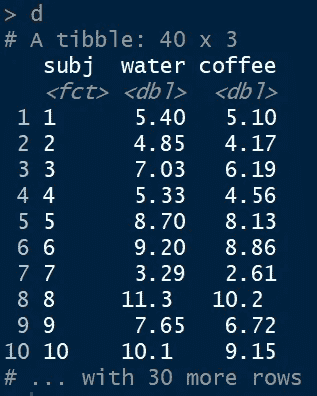 > d
# A tibble: 40 x 3
subj water coffee
<fct> <dbl> <dbl>
1 1 5.40 5.10
2 2 4.85 4.17
3 3 7.03 6.19
4 4 5.33 4.56
5 5 8.70 8.13
6 6 9.20 8.86
7 7 3.29 2.61
8 8 11.3 10.2
9 9 7.65 6.72
10 10 10.1 9.15
# ... with 30 more rows